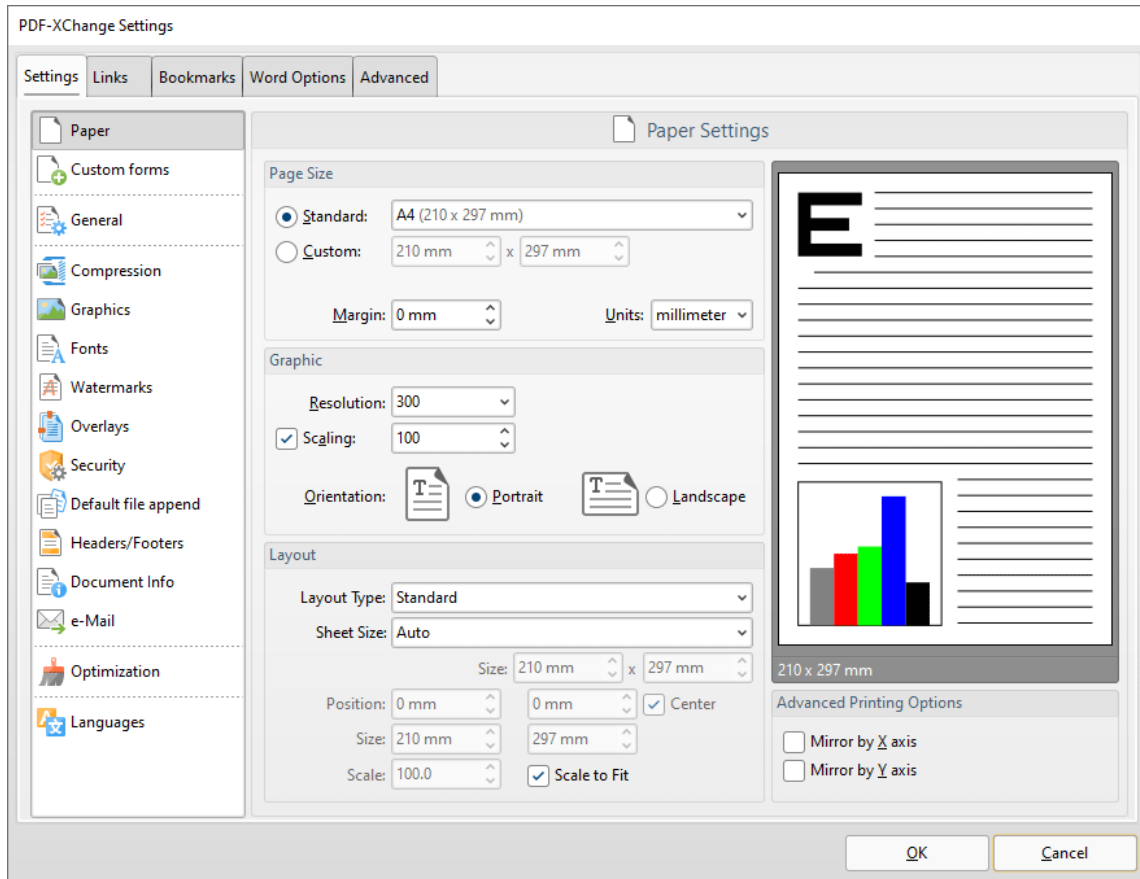 PDF-XChange Settings
Settings Links Bookmarks Word Options Advanced
Paper
Custom forms
General
Compression
Graphics
Fonts
Watermarks
Overlays
Security
Default file append
Headers/Footers
Document Info
e-Mail
Optimization
Languages
Paper Settings
Page Size
Standard: A4 (210 x 297 mm)
Custom: 210 mm x 297 mm
Margin: 0 mm Units: millimeter
Graphic
Resolution: 300
Scaling: 100
Orientation: T Portrait T Landscape
Layout
Layout Type: Standard
Sheet Size: Auto
Size: 210 mm x 297 mm
Position: 0 mm 0 mm Center
Size: 210 mm 297 mm
Scale: 100.0 Scale to Fit
E
210 x 297 mm
Advanced Printing Options
Mirror by X axis
Mirror by Y axis
OK Cancel